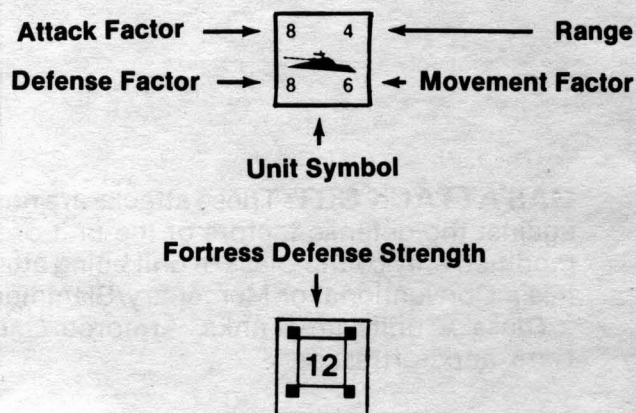 Attack Factor 8 4 Range
Defense Factor 8 6 Movement Factor
Unit Symbol
Fortress Defense Strength
12